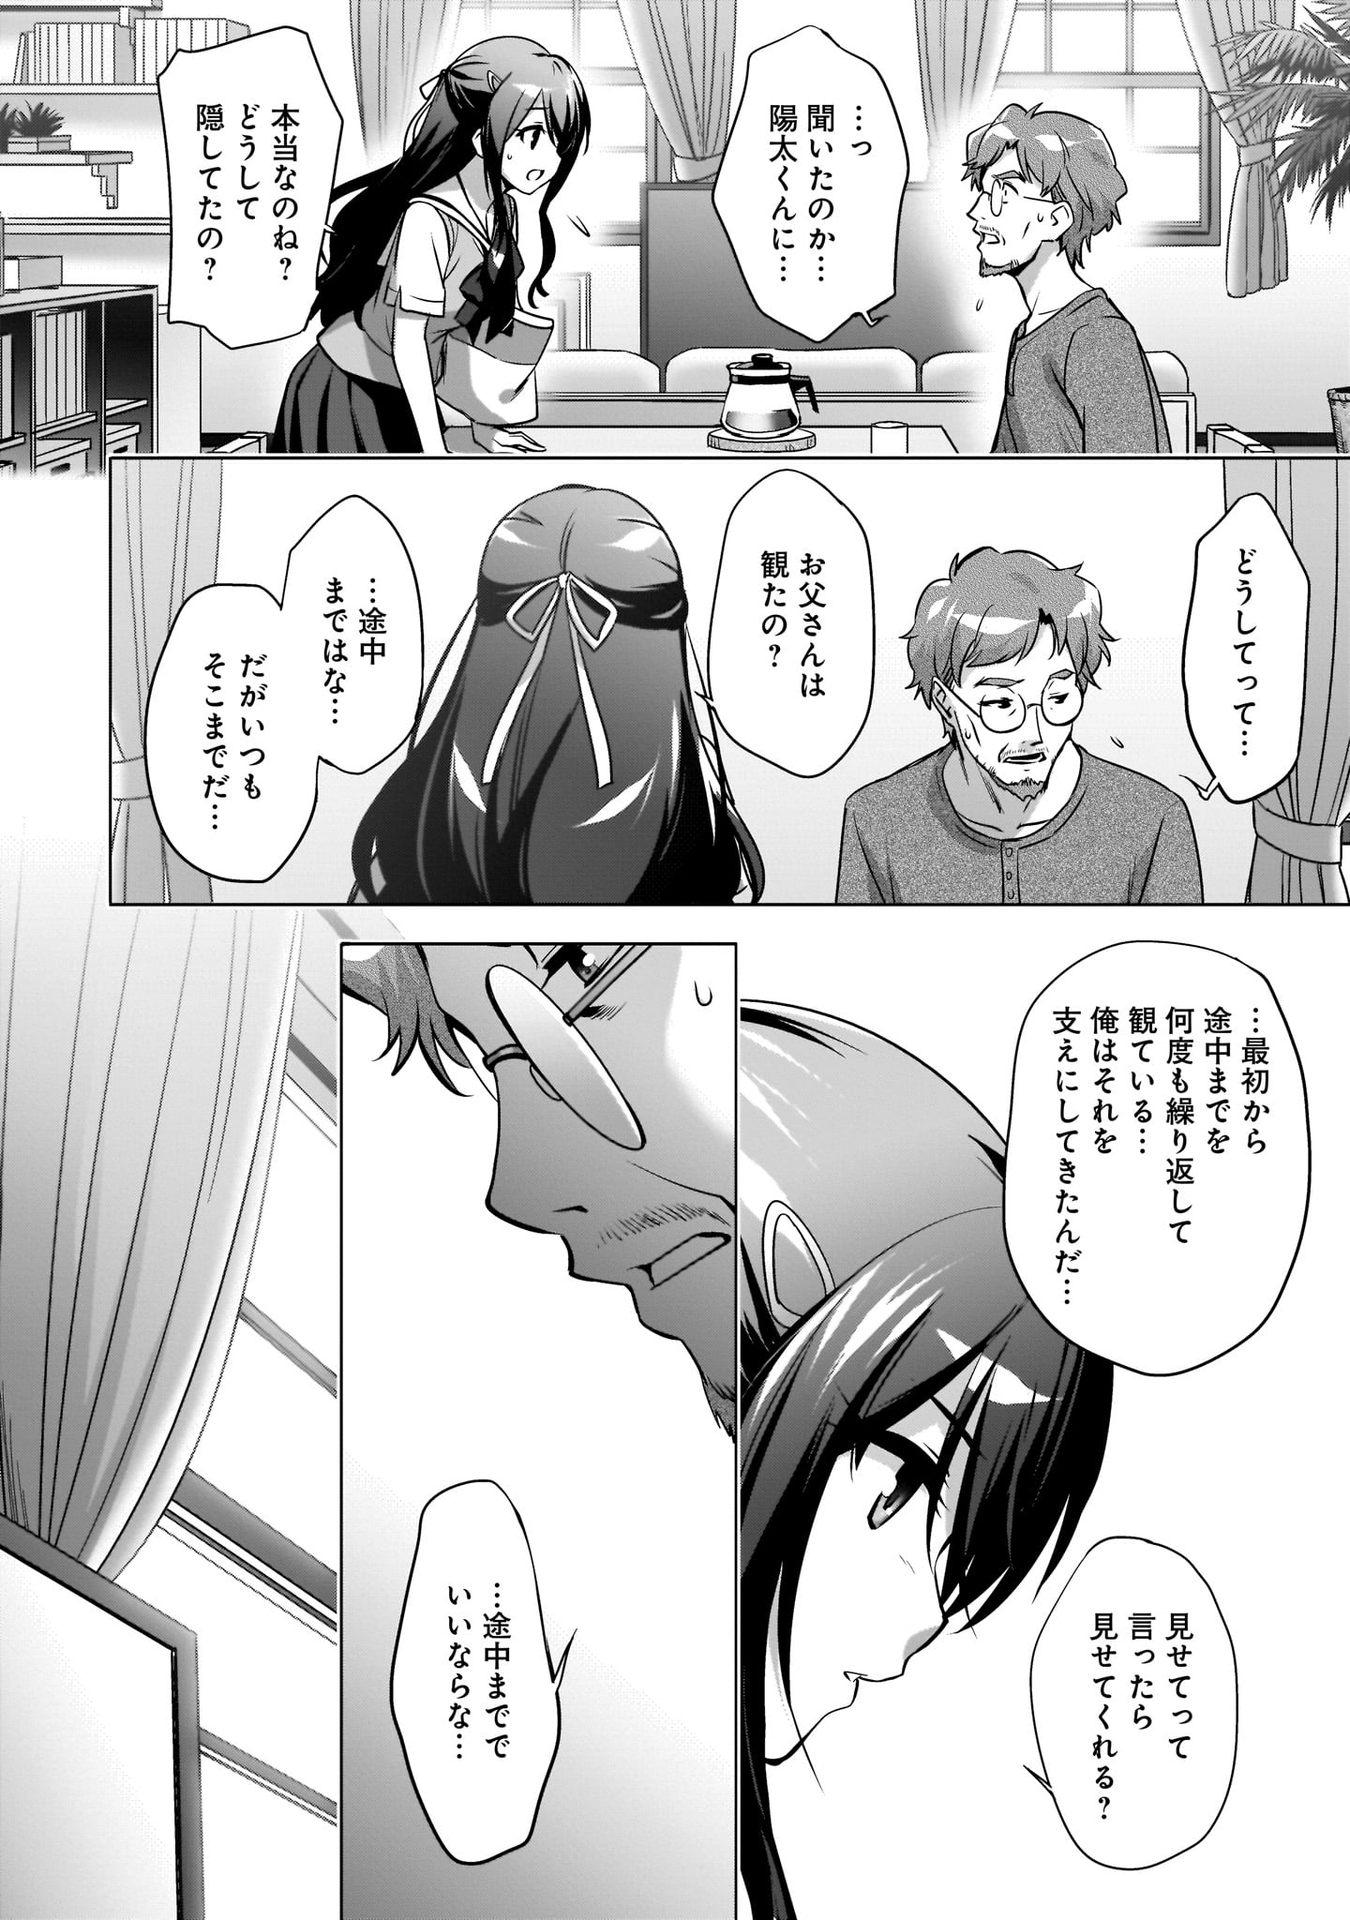 …っ
聞いたのか…
陽太くんに…
本当なのね？
どうして
隠してたの？
どうしてって…
お父さんは
観たの？
…途中
まではな…
だがいつも
そこまでだ…
…最初から
途中までを
何度も繰り返して
観ている…
俺はそれを
支えにしてきたんだ…
見せてって
言ったら
見せてくれる？
…途中まで
いいならな…